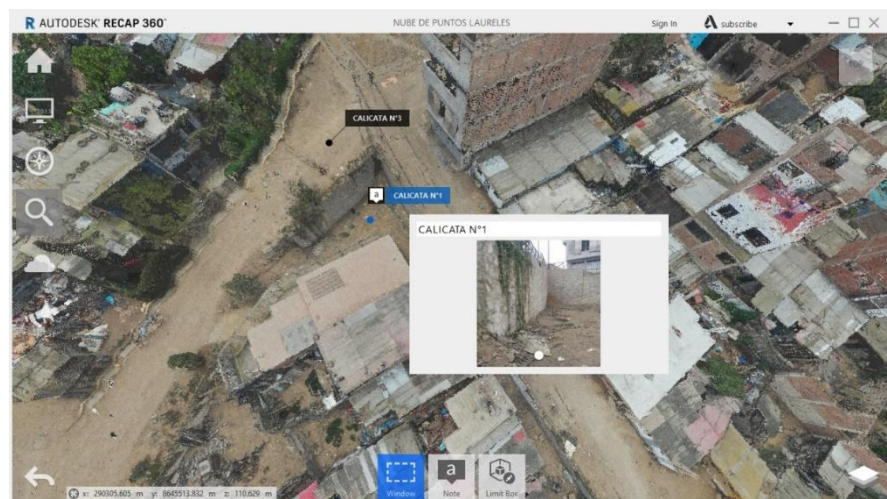 R AUTODESK® RECAP 360™
NUBE DE PUNTOS LAURELES
Sign In
subscribe
CALICATA N°3
a
CALICATA N°1
CALICATA N°1
Window
a
Note
Limit Box
x: 290305.605 m y: 8645513.832 m z: 110.629 m